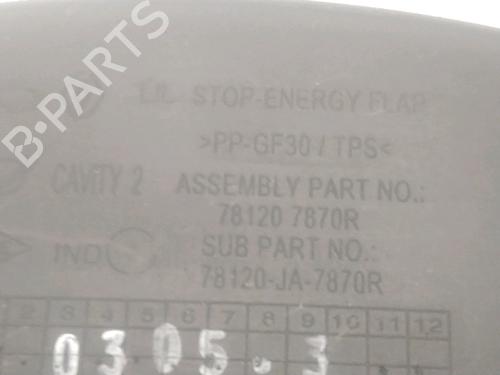 B-PARTS
STOP-ENERGY FLAP
>PP-GF30 / TPS<
CAVITY 2 ASSEMBLY PART NO.:
78120 7870R
IND SUB PART NO.:
78120-JA-7870R
2 3 4 5 6 7 8 9 10 11 12
0305.3